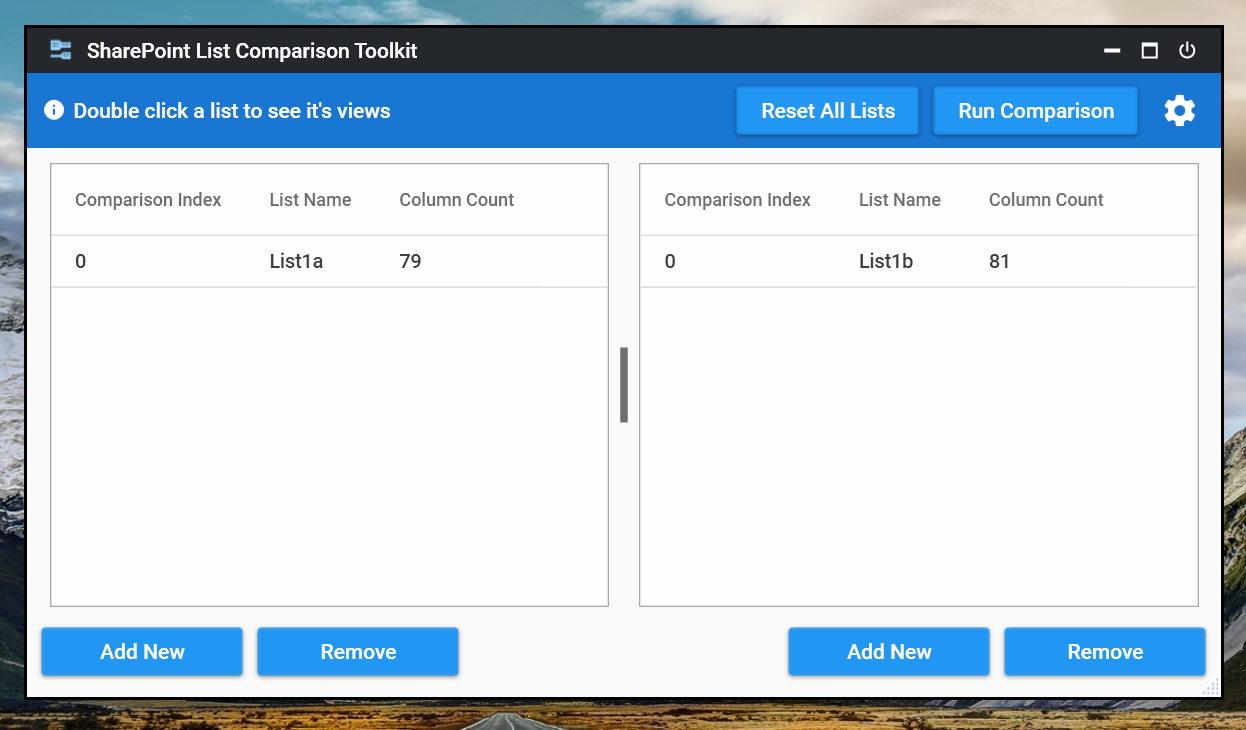 SharePoint List Comparison Toolkit
Double click a list to see it's views
Reset All Lists
Run Comparison
Comparison Index List Name Column Count
0 List1a 79
Comparison Index List Name Column Count
0 List1b 81
Add New
Remove
Add New
Remove